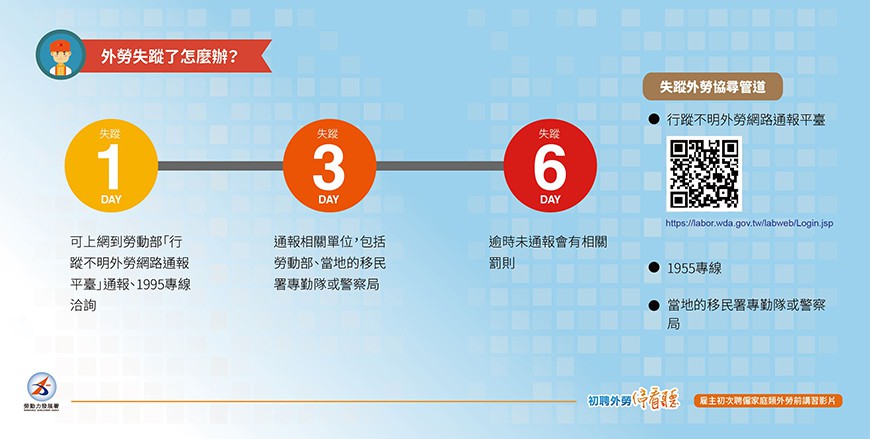 外勞失蹤了怎麼辦?
失蹤
1
DAY
可上網到勞動部「行
蹤不明外勞網路通報
平臺」通報、1995專線
洽詢
失蹤
3
DAY
通報相關單位,包括
勞動部、當地的移民
署專勤隊或警察局
失蹤
6
DAY
逾時未通報會有相關
罰則
失蹤外勞協尋管道
● 行蹤不明外勞網路通報平臺
https://labor.wda.gov.tw/labweb/Login.jsp
● 1955專線
● 當地的移民署專勤隊或警察
局
勞動力發展署
初聘外勞停看聽
雇主初次聘僱家庭類外勞前講習影片